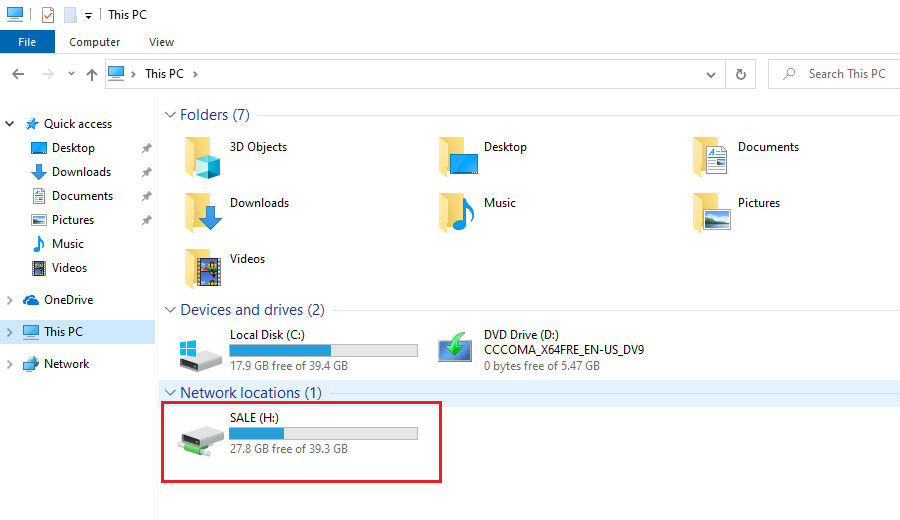 This PC
File Computer View
This PC
Search This PC
Quick access
Desktop
Downloads
Documents
Pictures
Music
Videos
OneDrive
This PC
Network
Folders (7)
3D Objects
Desktop
Documents
Downloads
Music
Pictures
Videos
Devices and drives (2)
Local Disk (C:)
17.9 GB free of 39.4 GB
DVD Drive (D:)
CCCOMA_X64FRE_EN-US_DV9
0 bytes free of 5.47 GB
Network locations (1)
SALE (H:)
27.8 GB free of 39.3 GB